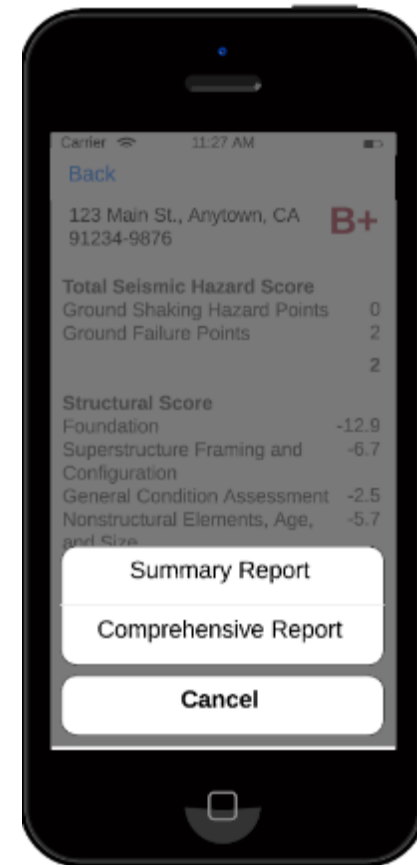 Carrier 11:27 AM
Back
123 Main St., Anytown, CA B+
91234-9876
Total Seismic Hazard Score
Ground Shaking Hazard Points 0
Ground Failure Points 2
2
Structural Score
Foundation -12.9
Superstructure Framing and -6.7
Configuration
General Condition Assessment -2.5
Nonstructural Elements, Age, -5.7
and Size
Summary Report
Comprehensive Report
Cancel